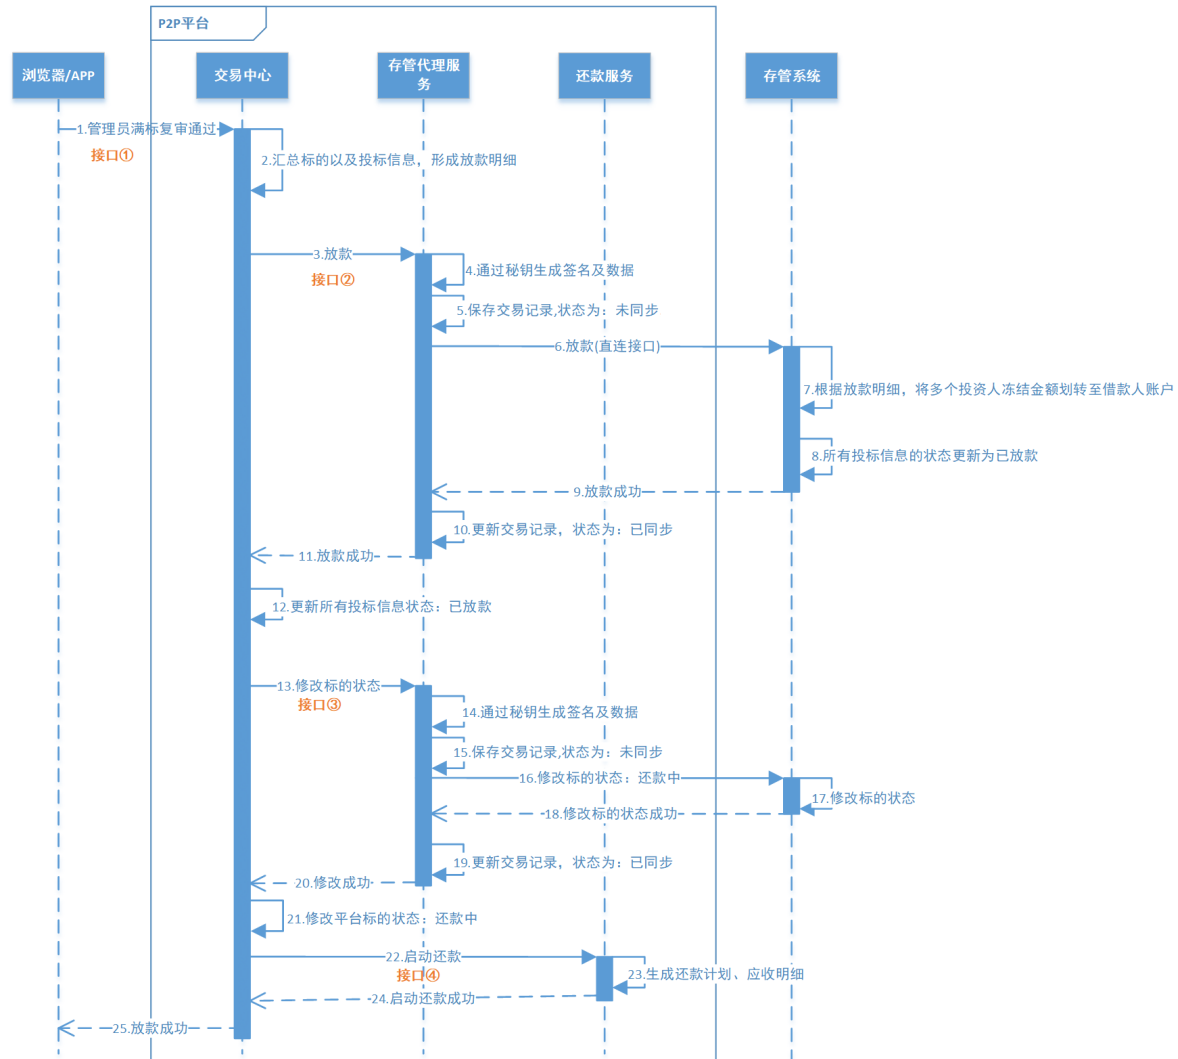 P2P平台
浏览器/APP
交易中心
存管代理服
务
还款服务
存管系统
1.管理员满标复审通过
接口①
2.汇总标的以及投标信息，形成放款明细
3.放款
接口②
4.通过秘钥生成签名及数据
5.保存交易记录,状态为：未同步
6.放款(直连接口)
7.根据放款明细，将多个投资人冻结金额划转至借款人账户
8.所有投标信息的状态更新为已放款
9.放款成功
10.更新交易记录，状态为：已同步
11.放款成功
12.更新所有投标信息状态：已放款
13.修改标的状态
接口③
14.通过秘钥生成签名及数据
15.保存交易记录,状态为：未同步
16.修改标的状态：还款中
17.修改标的状态
18.修改标的状态成功
19.更新交易记录，状态为：已同步
20.修改成功
21.修改平台标的状态：还款中
22.启动还款
接口④
23.生成还款计划、应收明细
24.启动还款成功
25.放款成功